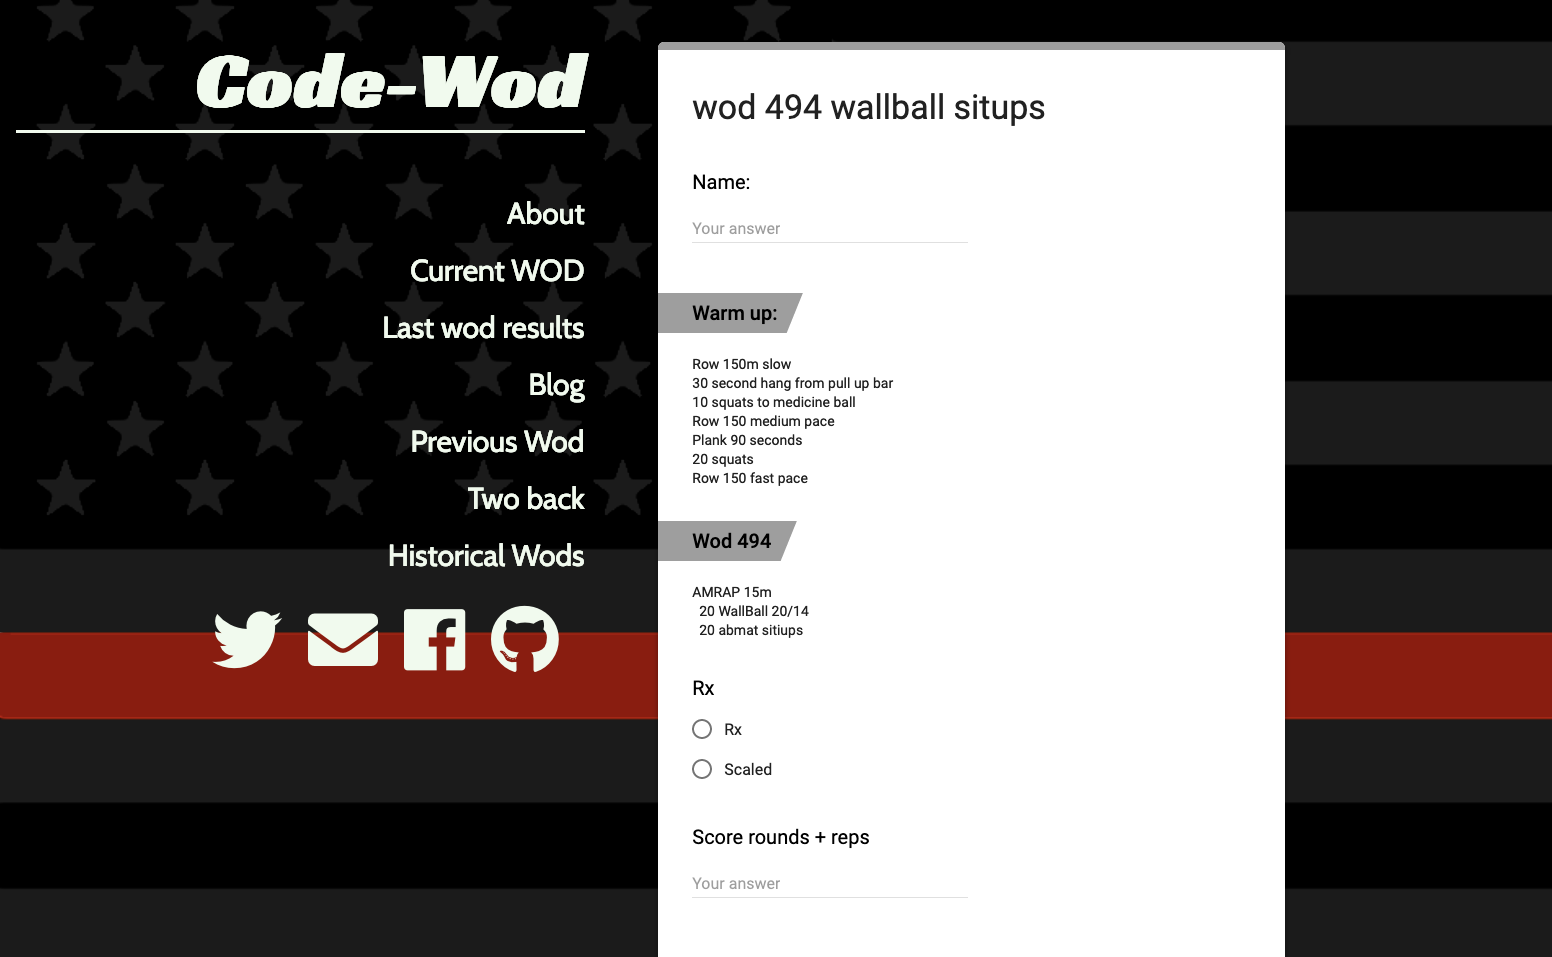 Code-Wod
About
Current WOD
Last wod results
Blog
Previous Wod
Two back
Historical Wods
wod 494 wallball situps
Name:
Your answer
Warm up:
Row 150m slow
30 second hang from pull up bar
10 squats to medicine ball
Row 150 medium pace
Plank 90 seconds
20 squats
Row 150 fast pace
Wod 494
AMRAP 15m
20 WallBall 20/14
20 abmat sitiups
Rx
Rx
Scaled
Score rounds + reps
Your answer